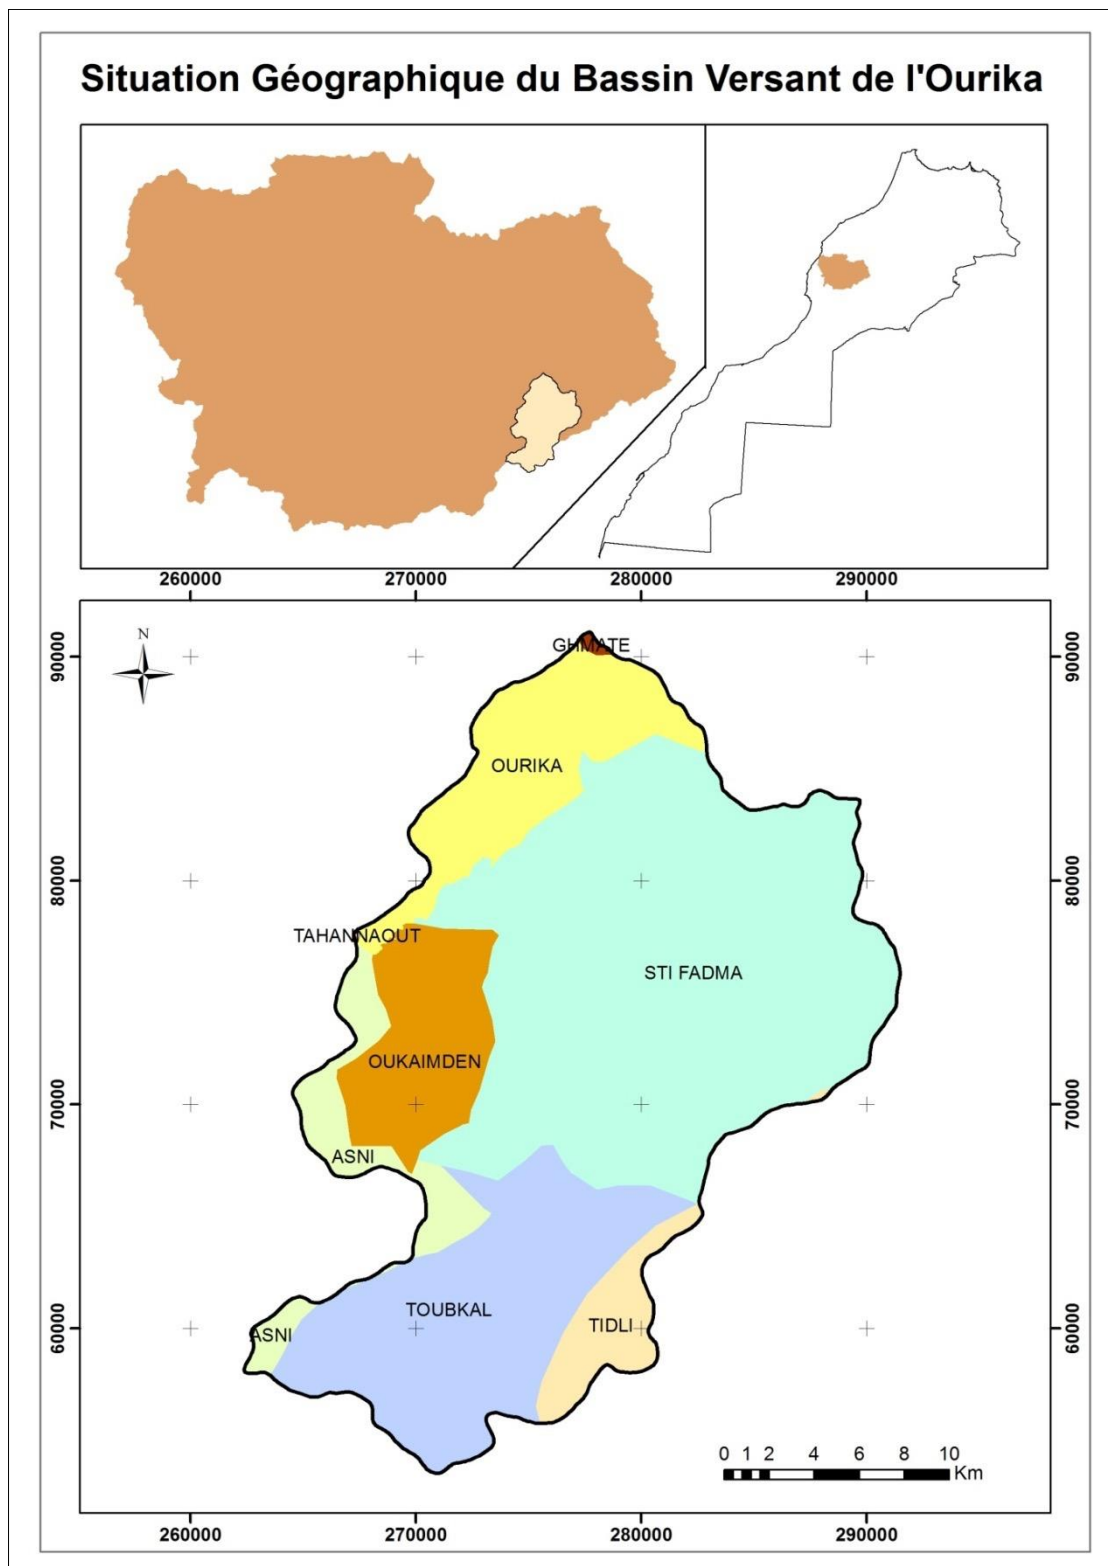 Situation Géographique du Bassin Versant de l'Ourika
260000 270000 280000 290000
N
GHMATE
90000 90000
OURIKA
80000 80000
TAHANNAOUT
STI FADMA
OUKAIMDEN
70000 70000
ASNI
TOUBKAL
TIDLI
ASNI
60000 60000
0 1 2 4 6 8 10
Km
260000 270000 280000 290000